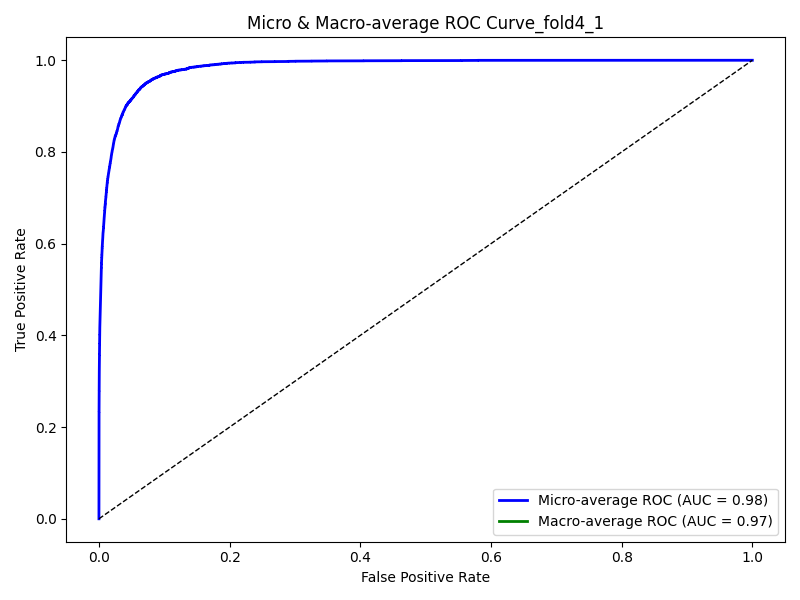 Micro & Macro-average ROC Curve_fold4_1
1.0
0.8
0.6
0.4
0.2
0.0
True Positive Rate
0.0 0.2 0.4 0.6 0.8 1.0
False Positive Rate
Micro-average ROC (AUC = 0.98)
Macro-average ROC (AUC = 0.97)